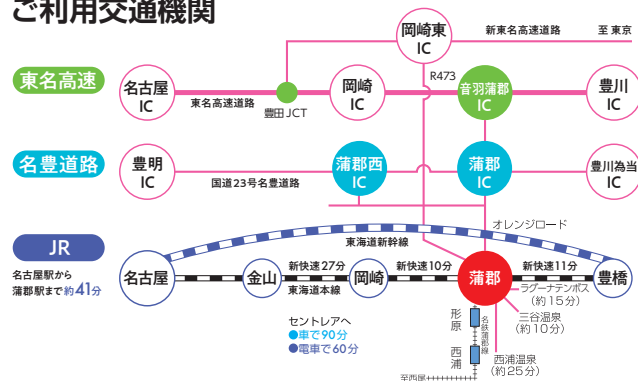 ご利用交通機関
岡崎東
IC
新東名高速道路
至 東京
東名高速
名古屋
IC
東名高速道路
豊田JCT
岡崎
IC
R473
音羽蒲郡
IC
豊川
IC
名豊道路
豊明
IC
国道23号名豊道路
蒲郡西
IC
蒲郡
IC
豊川為当
IC
オレンジロード
JR
東海道新幹線
名古屋駅から
蒲郡駅まで約41分
名古屋
金山
新快速27分
東海道本線
岡崎
新快速10分
蒲郡
新快速11分
豊橋
ラグーナテンボス
(約15分)
三谷温泉
(約10分)
セントレアへ
●車で90分
●電車で60分
形原
西浦
名鉄蒲郡線
西浦温泉
(約25分)
至西尾